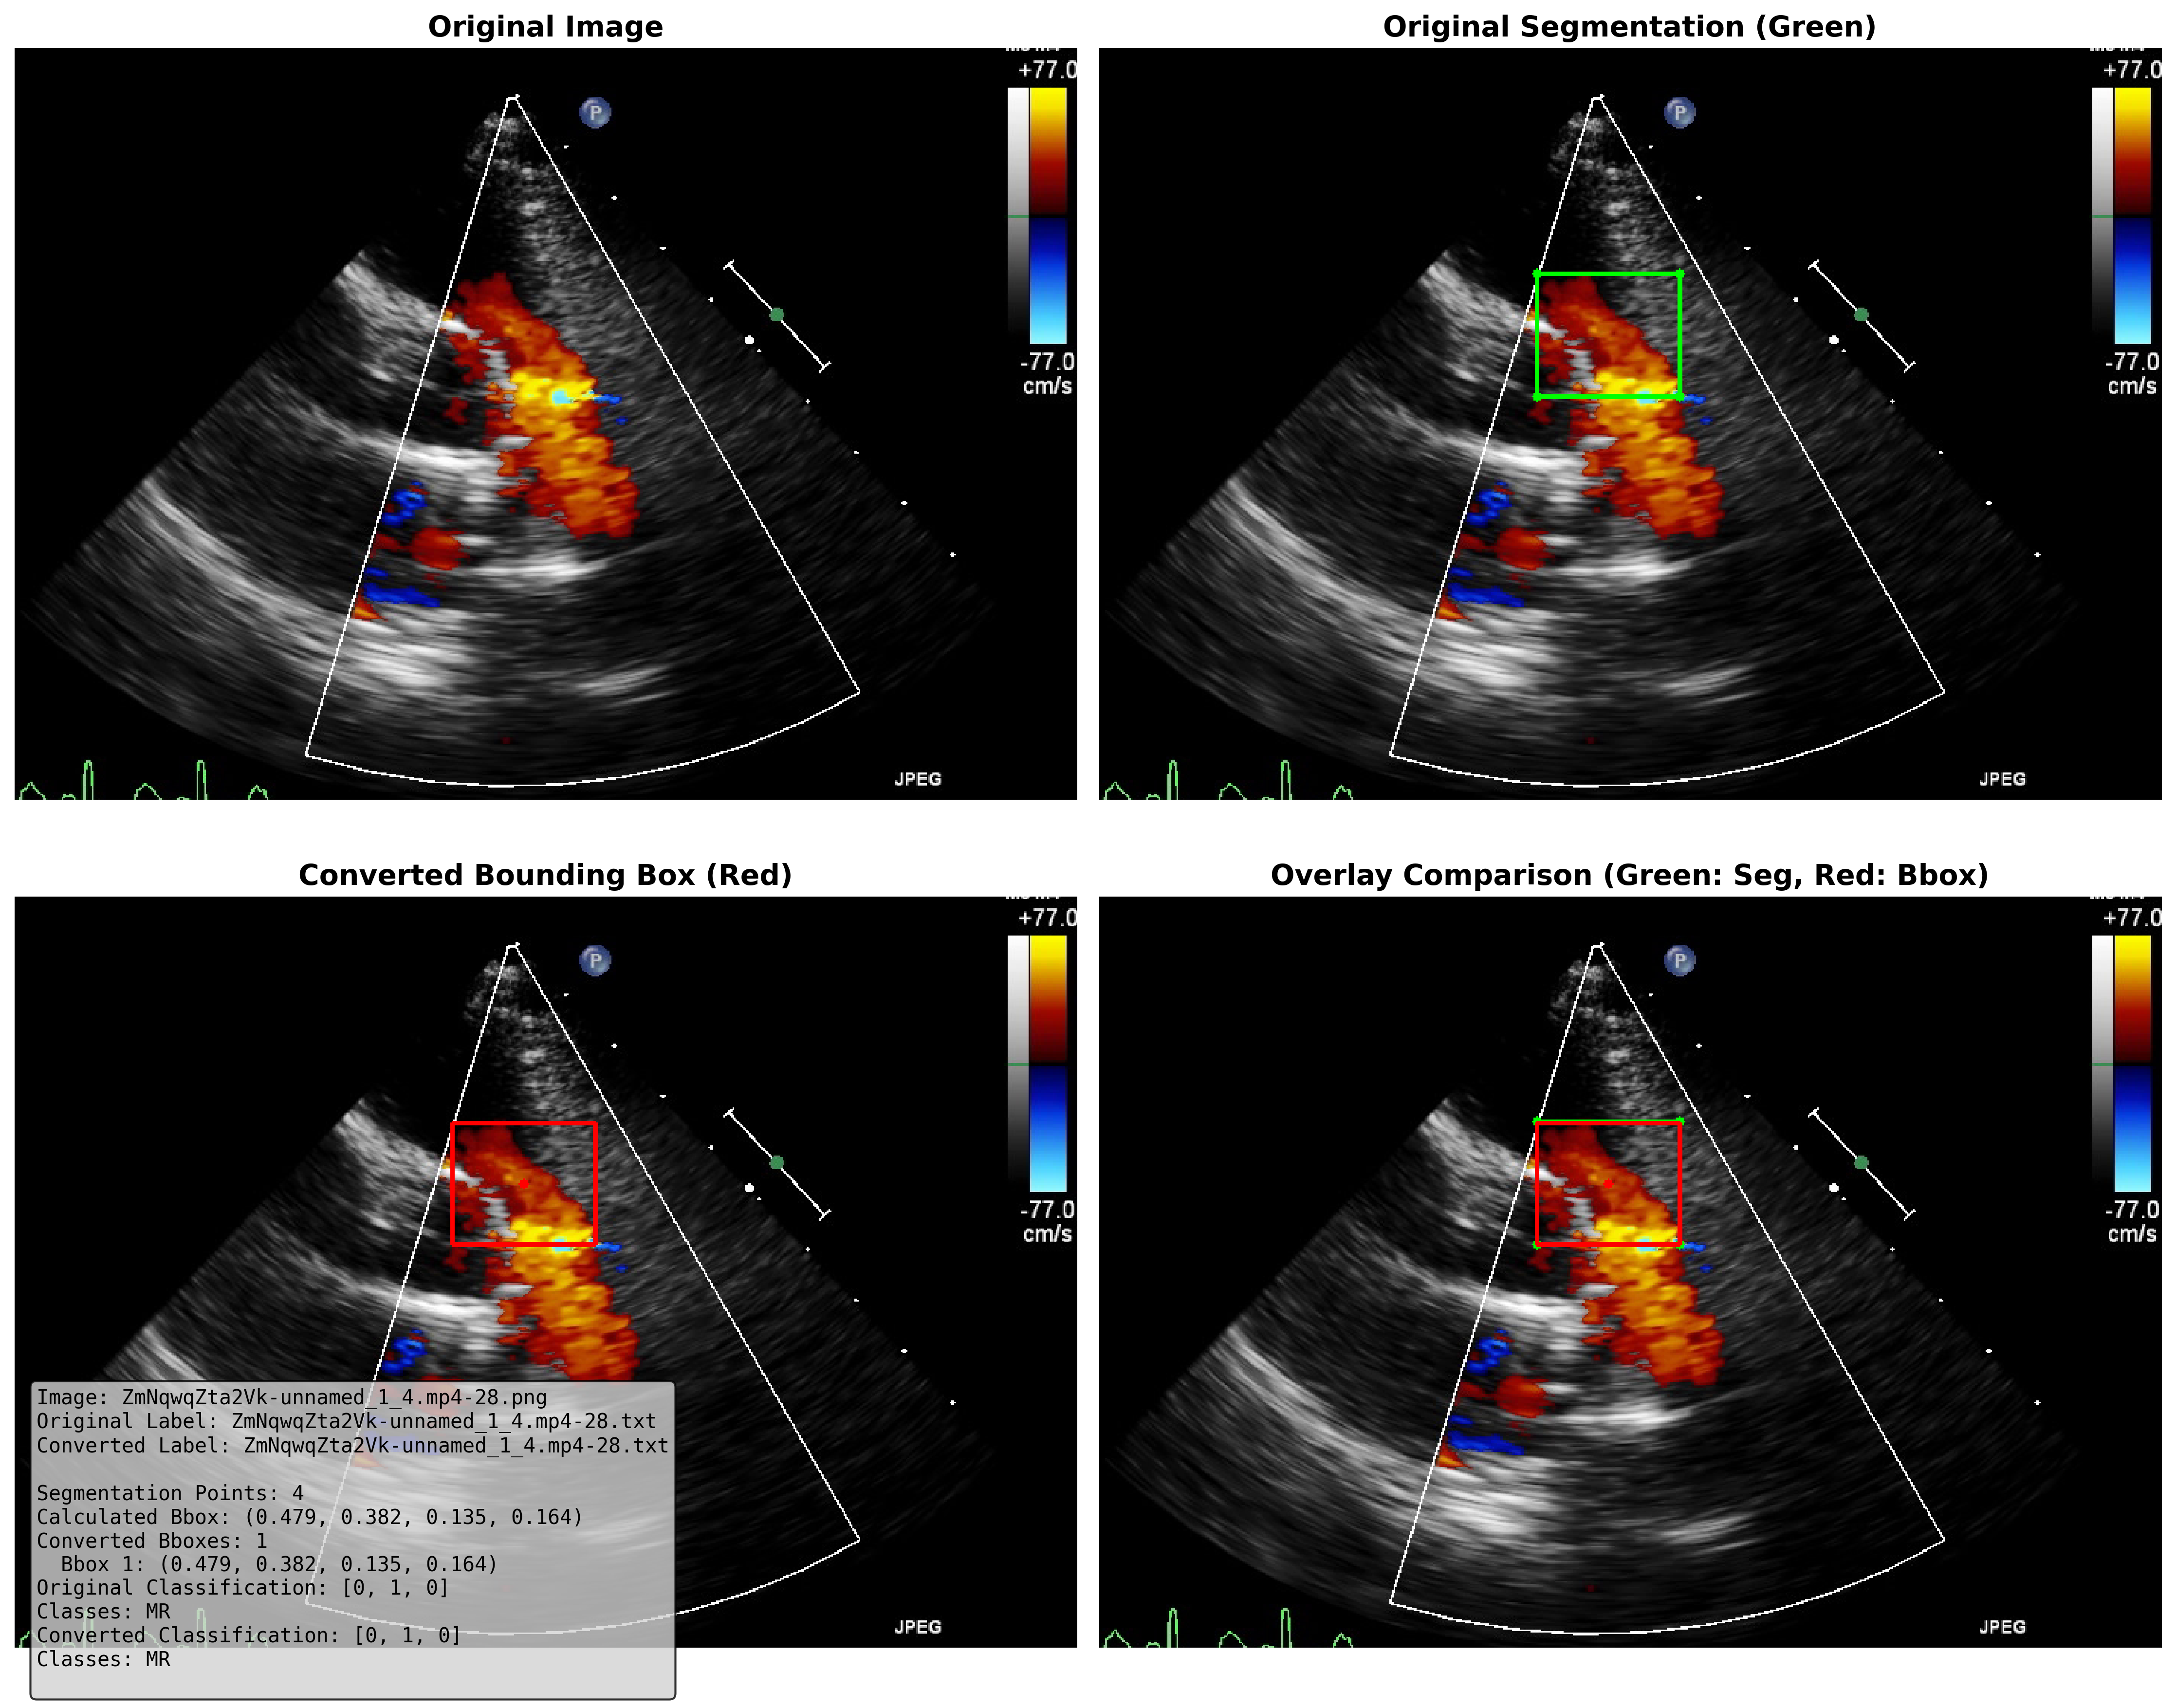 Original Image
Original Segmentation (Green)
+77.0
P
-77.0
cm/s
JPEG
+77.0
P
-77.0
cm/s
JPEG
Converted Bounding Box (Red)
Overlay Comparison (Green: Seg, Red: Bbox)
+77.0
P
-77.0
cm/s
JPEG
Image: ZmNqwqZta2Vk-unnamed_1_4.mp4-28.png
Original Label: ZmNqwqZta2Vk-unnamed_1_4.mp4-28.txt
Converted Label: ZmNqwqZta2Vk-unnamed_1_4.mp4-28.txt
Segmentation Points: 4
Calculated Bbox: (0.479, 0.382, 0.135, 0.164)
Converted Bboxes: 1
Bbox 1: (0.479, 0.382, 0.135, 0.164)
Original Classification: [0, 1, 0]
Classes: MR
Converted Classification: [0, 1, 0]
Classes: MR
+77.0
P
-77.0
cm/s
JPEG